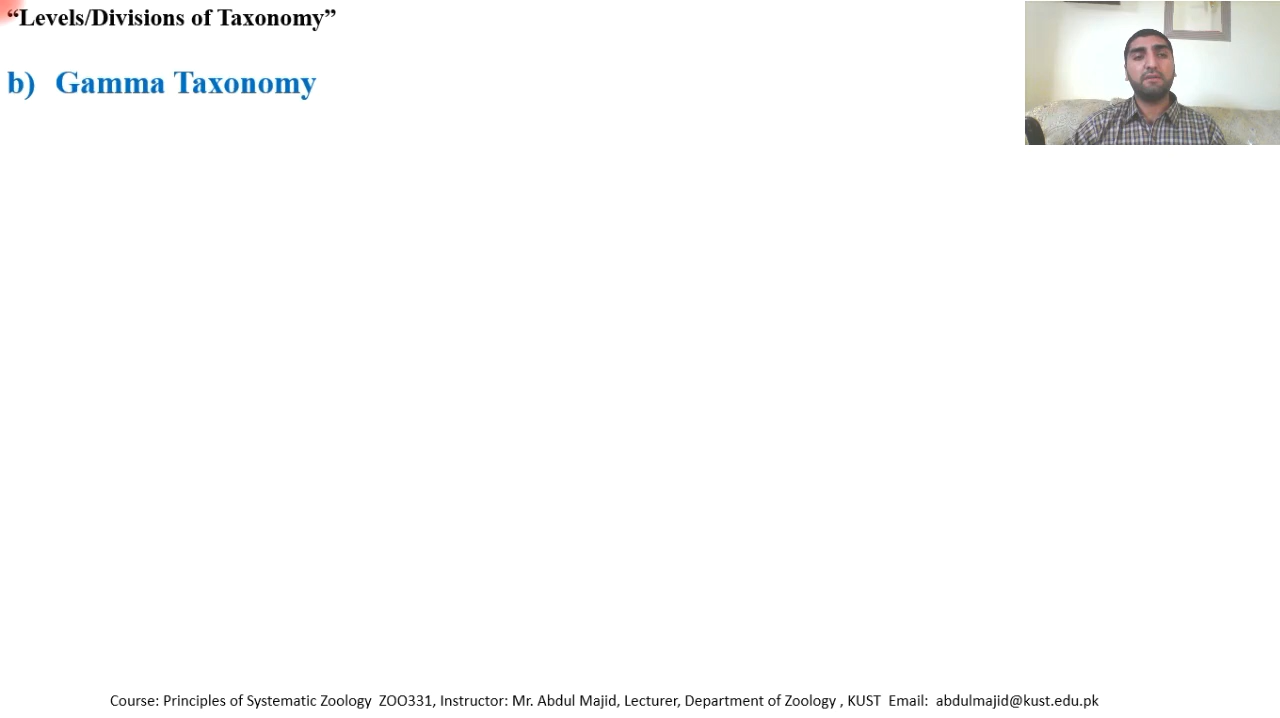 “Levels/Divisions of Taxonomy”
b) Gamma Taxonomy
Course: Principles of Systematic Zoology ZOO331, Instructor: Mr. Abdul Majid, Lecturer, Department of Zoology , KUST Email: abdulmajid@kust.edu.pk